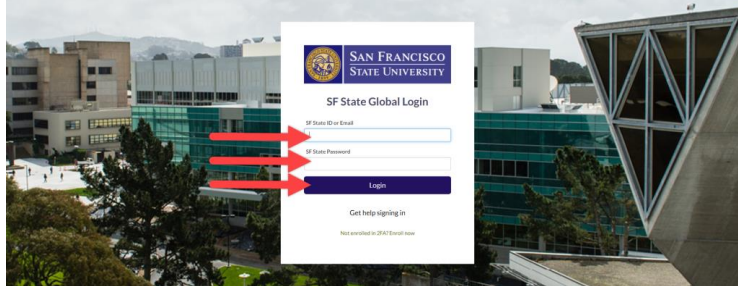 SAN FRANCISCO
STATE UNIVERSITY
SF State Global Login
SF State ID or Email
SF State Password
Login
Get help signing in
Not enrolled in 2FA? Enroll now